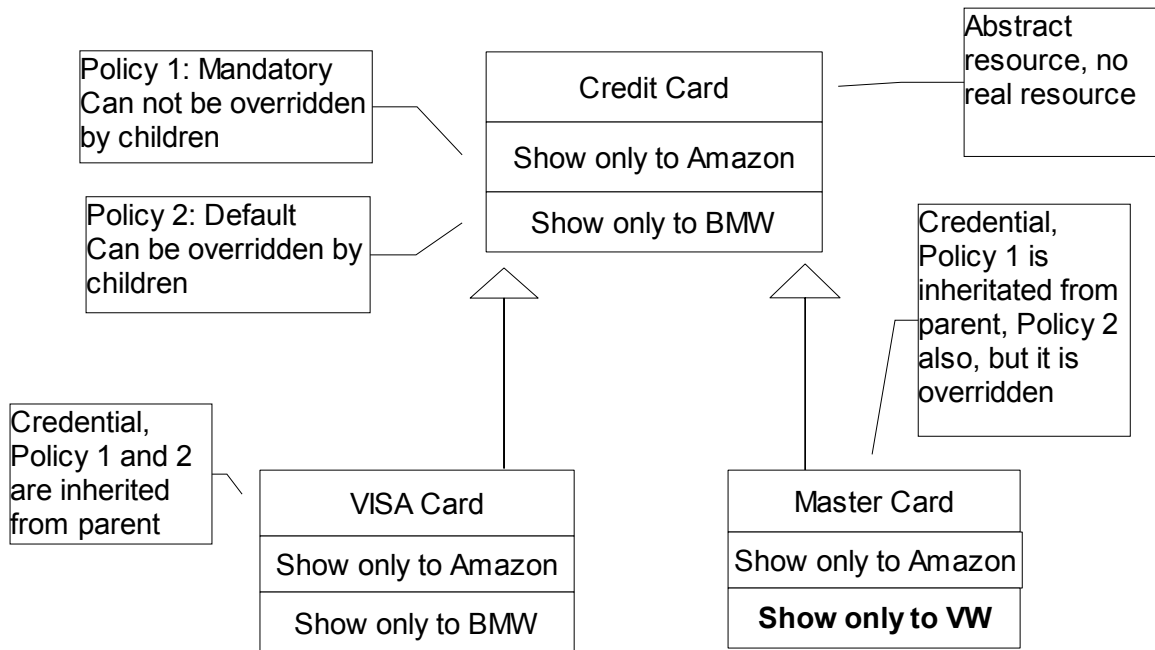 Policy 1: Mandatory
Can not be overridden
by children
Credit Card
Show only to Amazon
Show only to BMW
Abstract
resource, no
real resource
Policy 2: Default
Can be overridden by
children
Credential,
Policy 1 is
inheritated from
parent, Policy 2
also, but it is
overridden
Credential,
Policy 1 and 2
are inherited
from parent
VISA Card
Show only to Amazon
Show only to BMW
Master Card
Show only to Amazon
Show only to VW